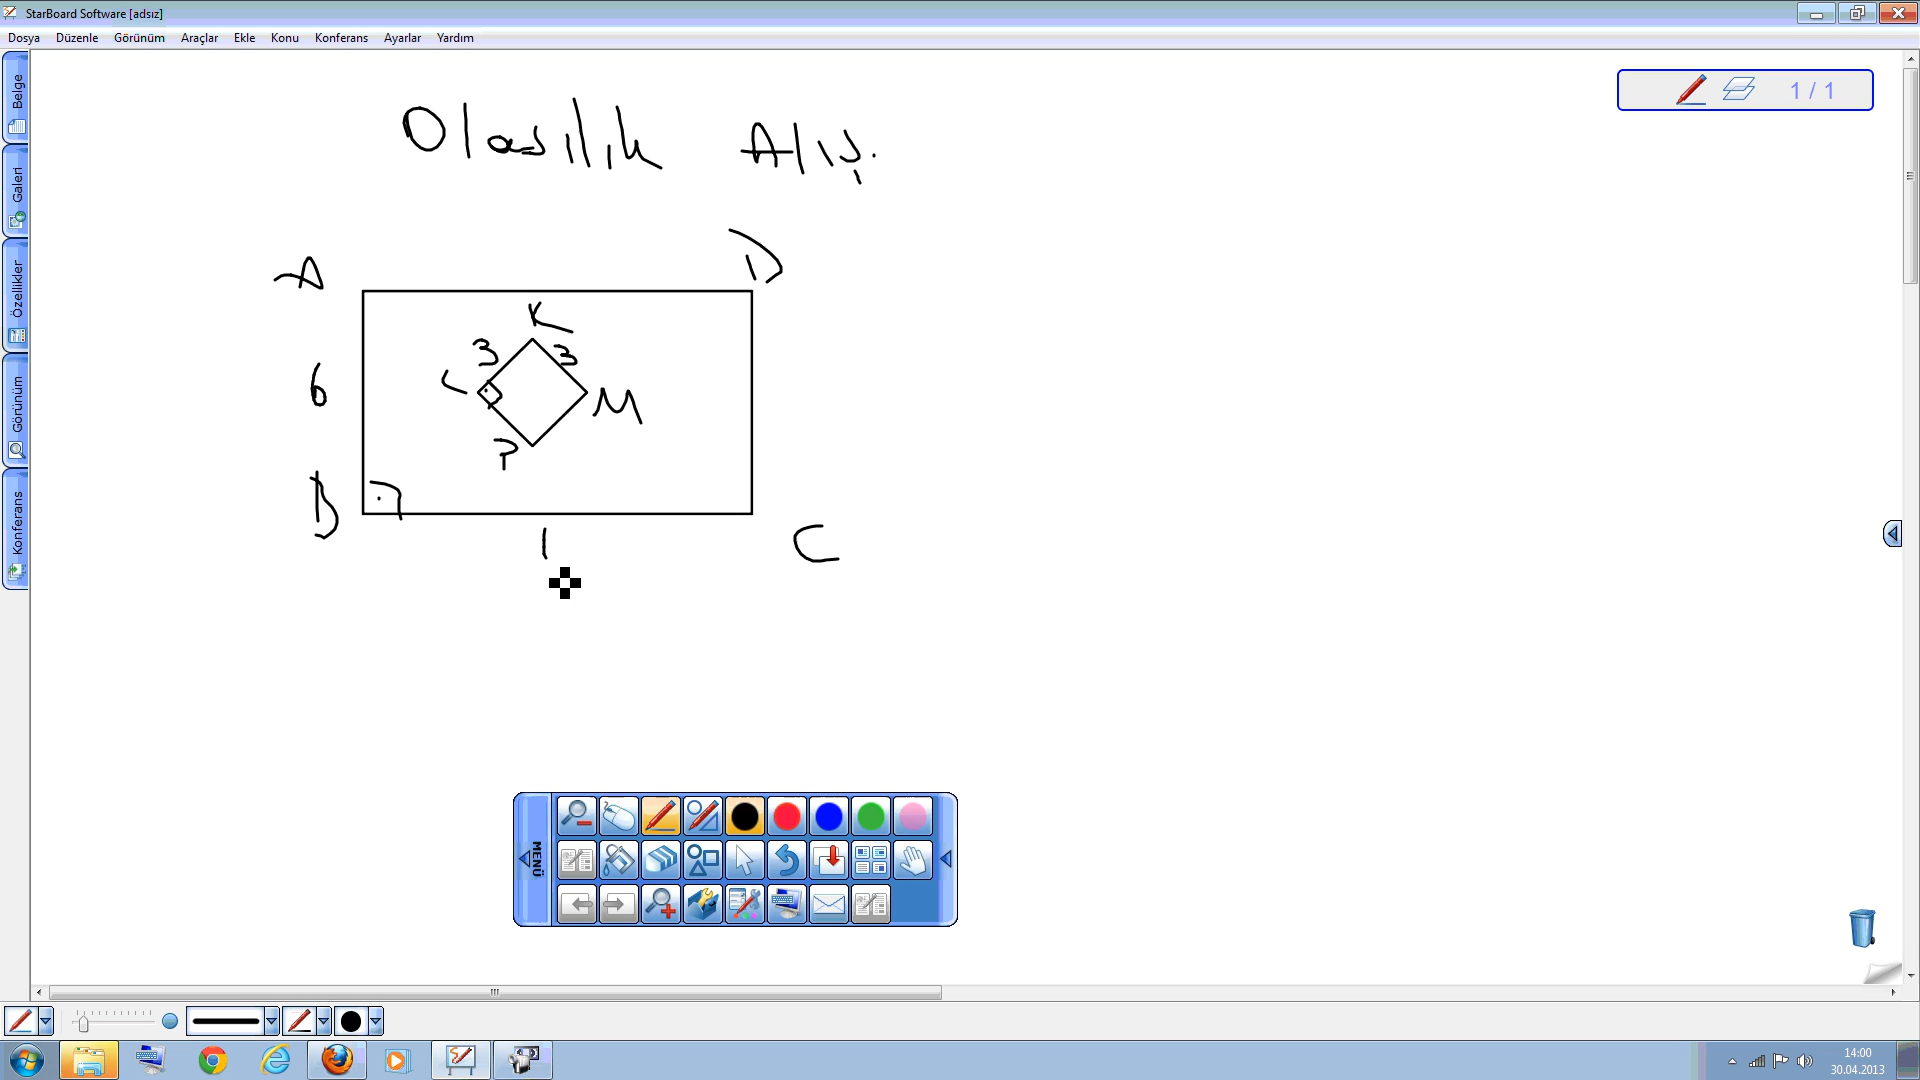 StarBoard Software [adsız]
Dosya Düzenle Görünüm Araçlar Ekle Konu Konferans Ayarlar Yardım
Belge
Galeri
Özellikler
Görünüm
Konferans
1 / 1
Olasılık Alış.
A D
K
3 3
6 L M
P
B
1 C
MENÜ
14:00
30.04.2013